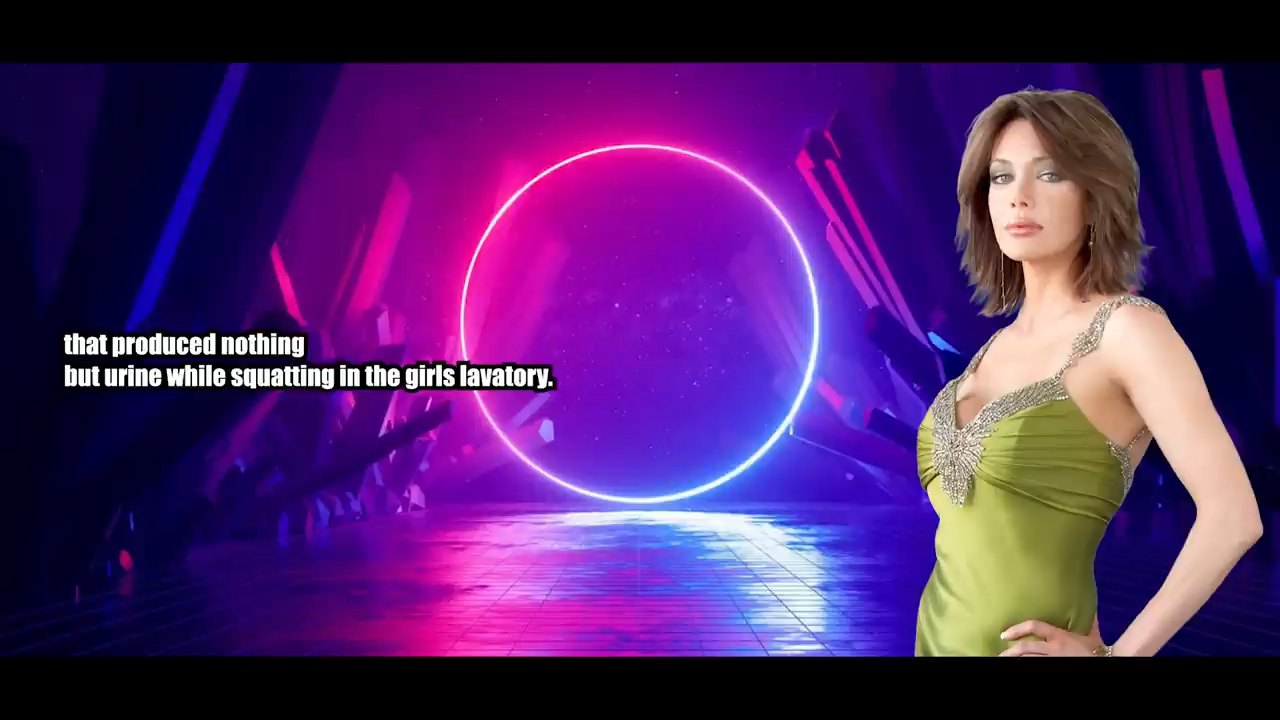 that produced nothing
but urine while squatting in the girls lavatory.